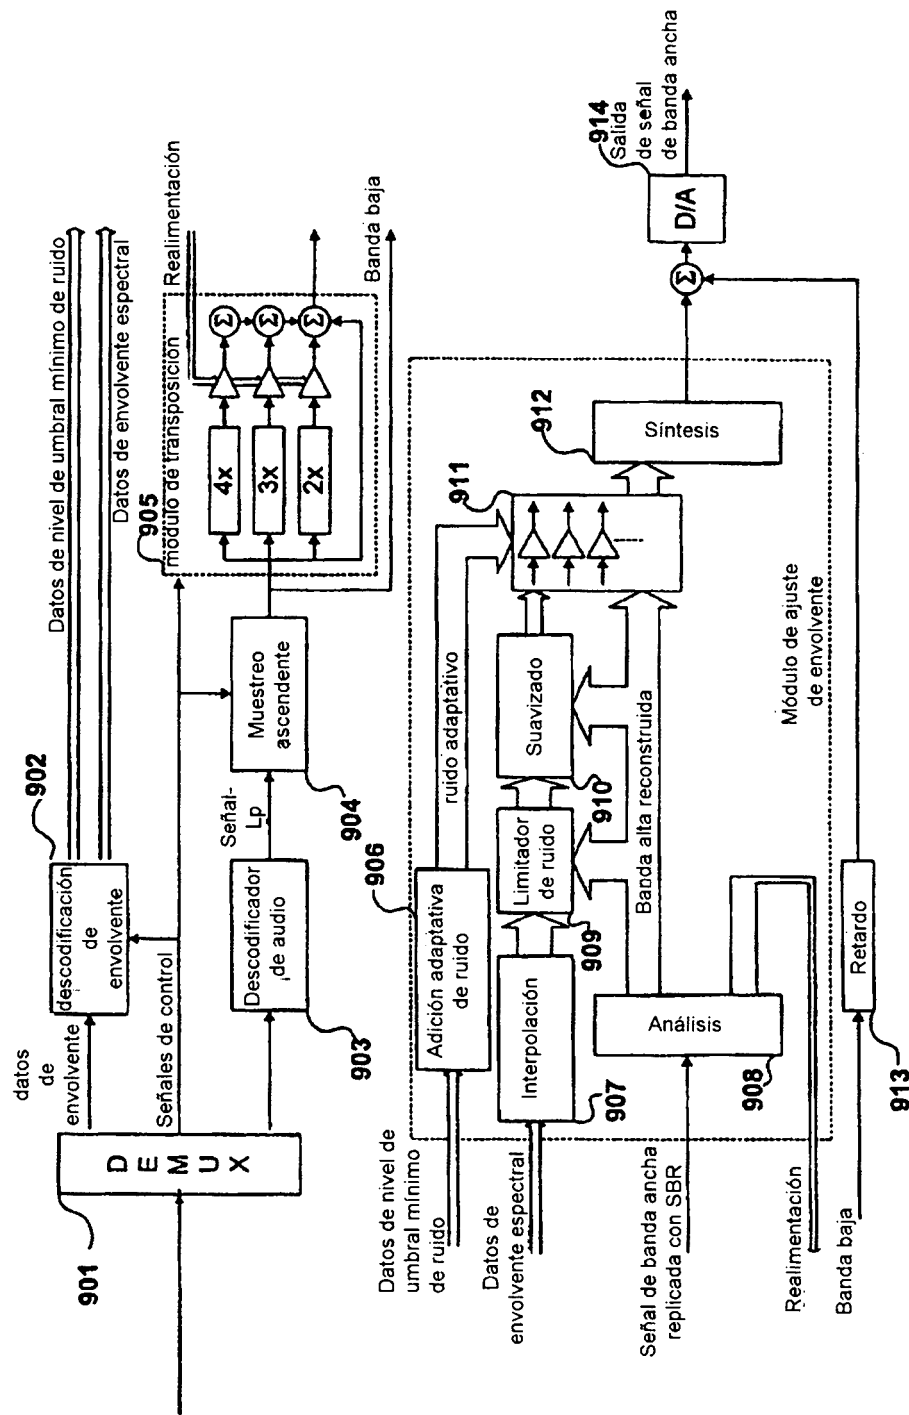 901
D
E
M
U
X
datos
de
envolvente
Señales de control
902
descodificación
de
envolvente
Datos de nivel de umbral mínimo de ruido
Datos de envolvente espectral
903
Descodificador
de audio
Señal-
Lp
904
Muestreo
ascendente
905
módulo de transposición
4x
3x
2x
Σ
Σ
Σ
Realimentación
Banda baja
Datos de nivel de
umbral mínimo
de ruido
Datos de
envolvente espectral
Señal de banda ancha
replicada con SBR
Realimentación
Banda baja
906
Adición adaptativa
de ruido
ruido adaptativo
907
Interpolación
908
Análisis
909
Limitador
de ruido
910
Suavizado
Banda alta reconstruida
911
912
Síntesis
Módulo de ajuste
de envolvente
913
Retardo
Σ
D/A
914
Salida
de señal
de banda ancha